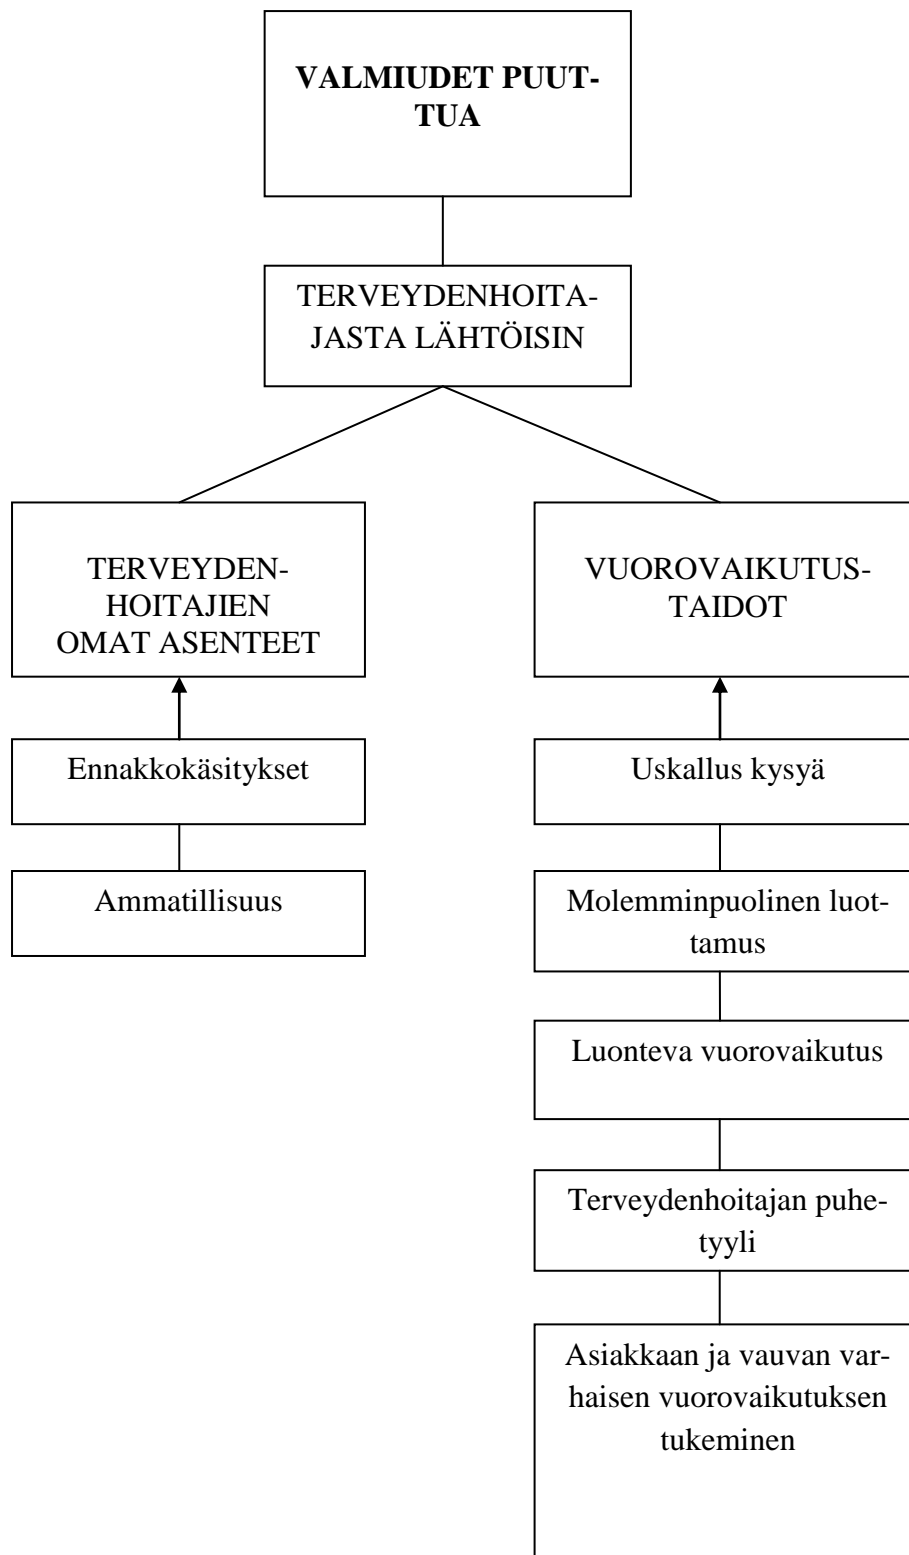 VALMIUDET PUUT-
TUA
TERVEYDENHOITA-
JASTA LÄHTÖISIN
TERVEYDEN-
HOITAJIEN
OMAT ASENTEET
VUOROVAIKUTUS-
TAIDOT
Ennakkokäsitykset
Uskallus kysyä
Ammatillisuus
Molemminpuolinen luot-
tamus
Luonteva vuorovaikutus
Terveydenhoitajan puhe-
tyyli
Asiakkaan ja vauvan var-
haisen vuorovaikutuksen
tukeminen